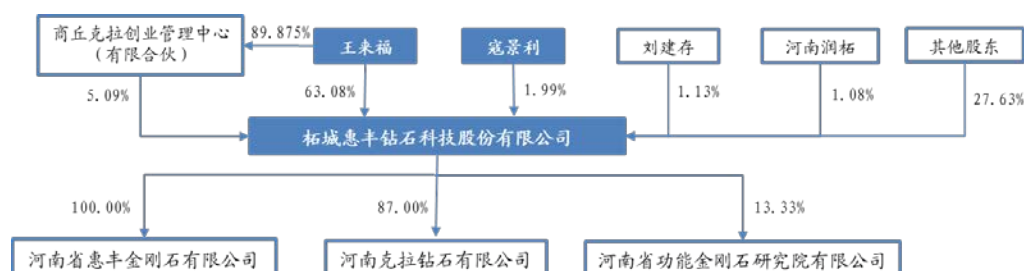 商丘克拉创业管理中心
（有限合伙）
89.875%
王来福
寇景利
刘建存
河南润柘
其他股东
5.09%
63.08%
1.99%
1.13%
1.08%
27.63%
柘城惠丰钻石科技股份有限公司
100.00%
87.00%
13.33%
河南省惠丰金刚石有限公司
河南克拉钻石有限公司
河南省功能金刚石研究院有限公司